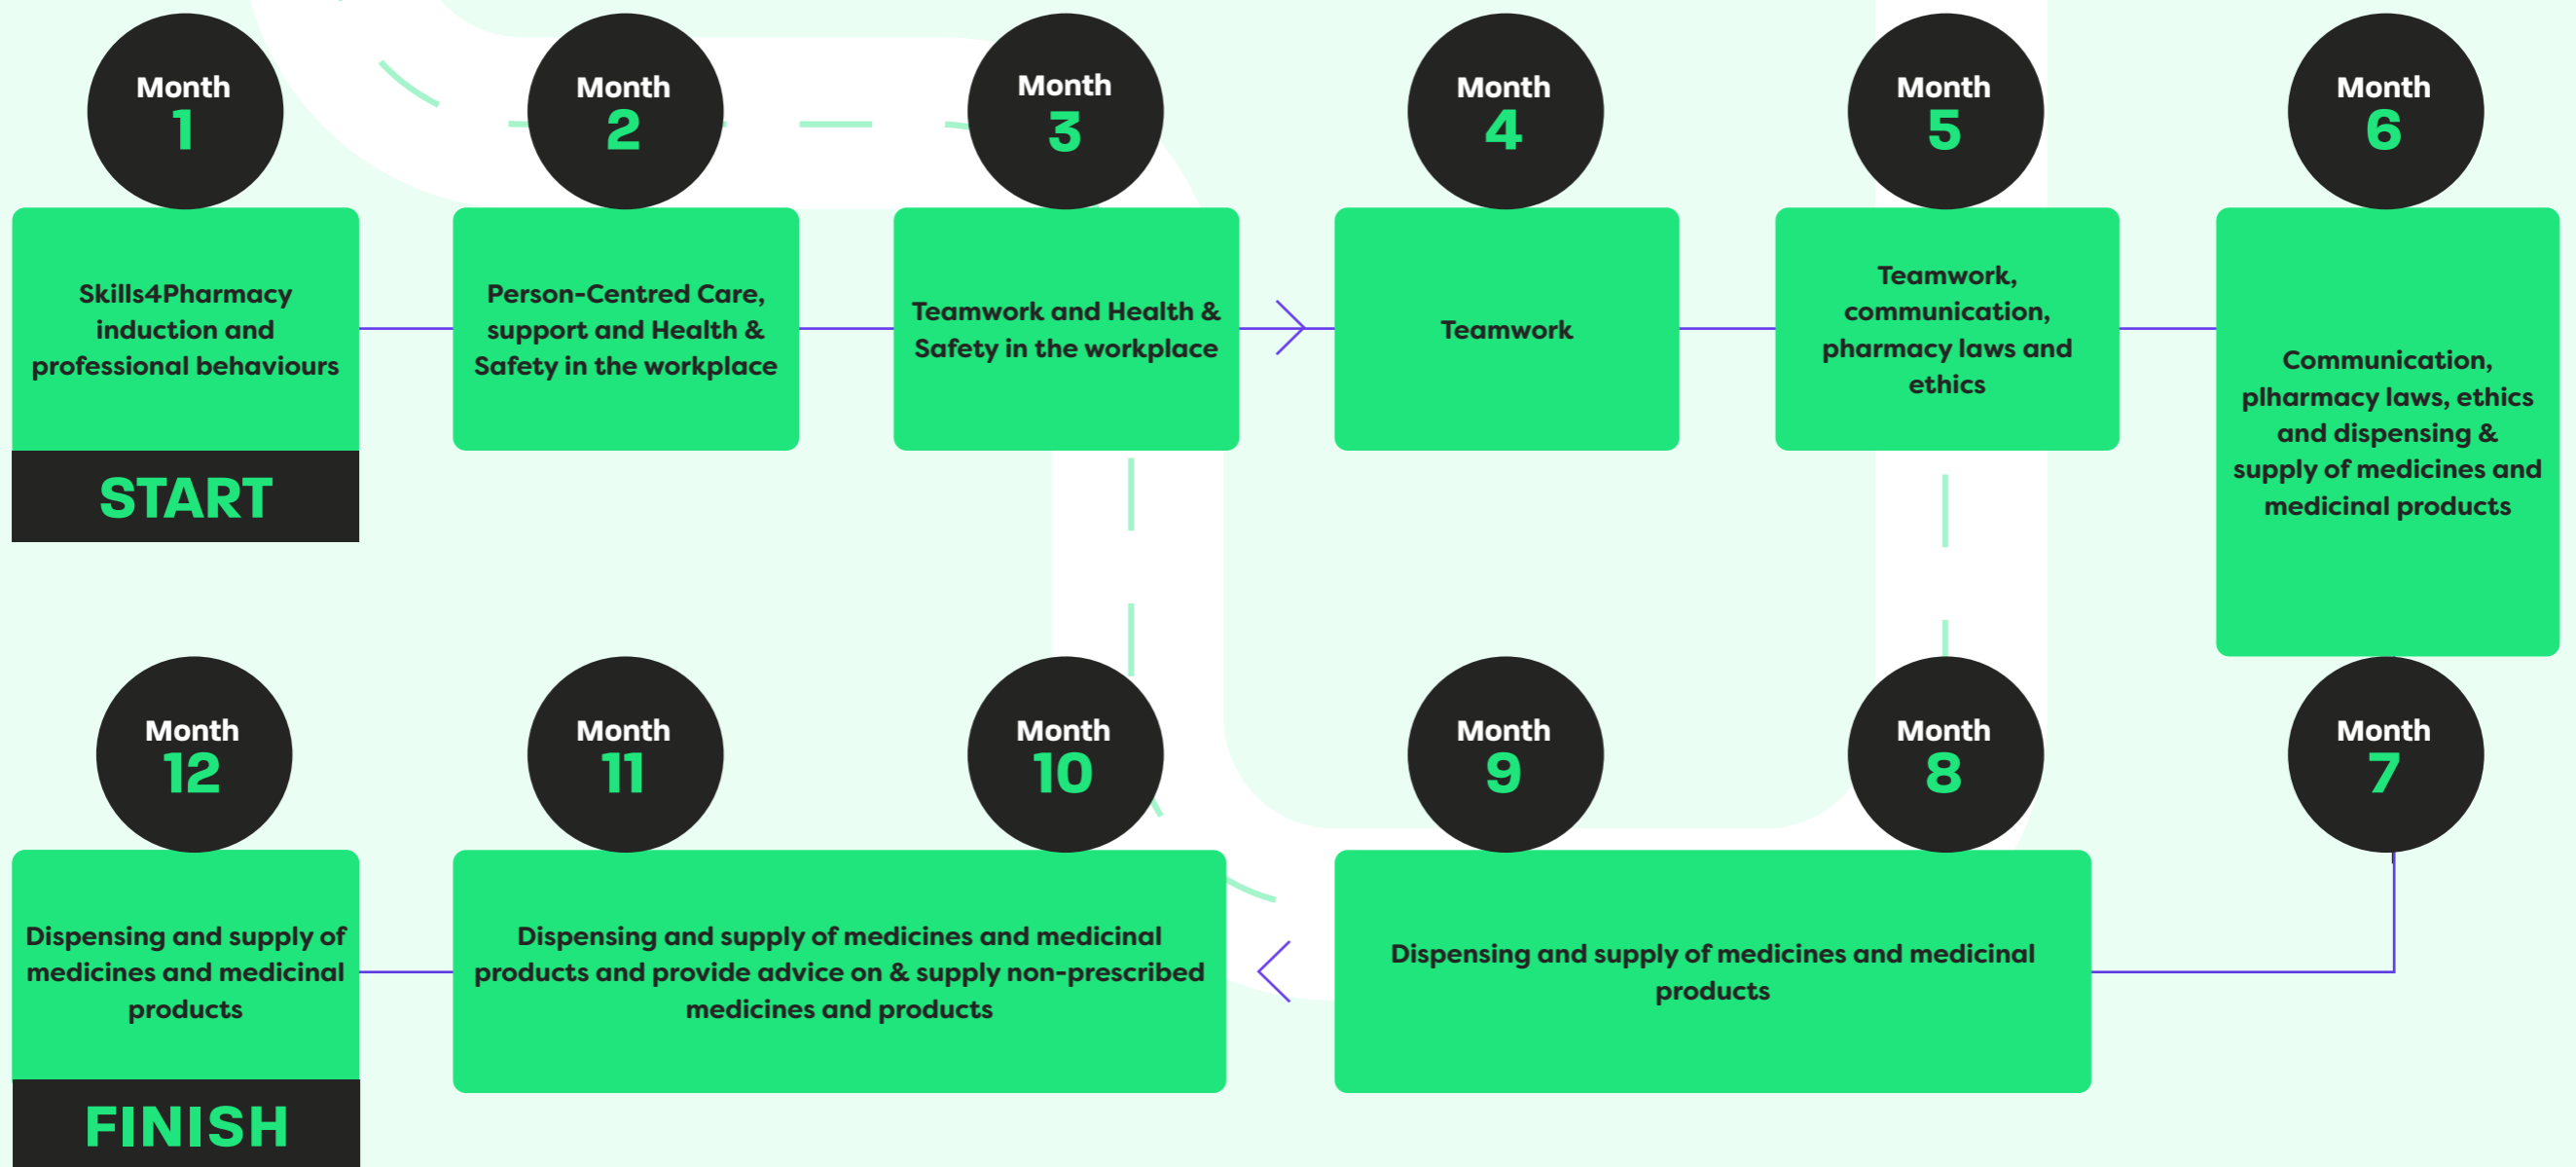 Month
1
Skills4Pharmacy
induction and
professional behaviours
START
Month
2
Person-Centred Care,
support and Health &
Safety in the workplace
Month
3
Teamwork and Health &
Safety in the workplace
Month
4
Teamwork
Month
5
Teamwork,
communication,
pharmacy laws and
ethics
Month
6
Communication,
plharmacy laws, ethics
and dispensing &
supply of medicines and
medicinal products
Month
7
Month
8
Month
9
Dispensing and supply of medicines and medicinal
products
Month
10
Month
11
Dispensing and supply of medicines and medicinal
products and provide advice on & supply non-prescribed
medicines and products
Month
12
Dispensing and supply of
medicines and medicinal
products
FINISH